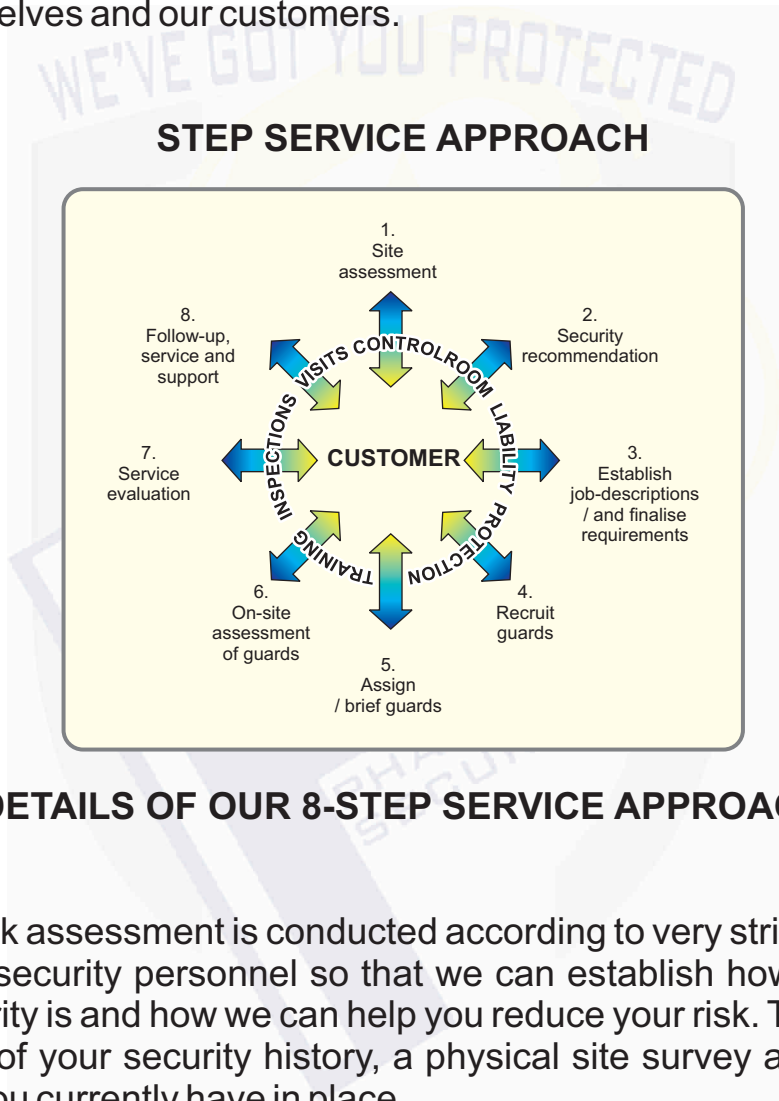 elves and our customers.
WE'VE GOT YOU PROTECTED
STEP SERVICE APPROACH
1.
Site
assessment
2.
Security
recommendation
3.
Establish
job-descriptions
/ and finalise
requirements
4.
Recruit
guards
5.
Assign
/ brief guards
6.
On-site
assessment
of guards
7.
Service
evaluation
8.
Follow-up,
service and
support
CONTROLROOM LIABILITY PROTECTION TRAINING INSPECTIONS VISITS
CUSTOMER
DETAILS OF OUR 8-STEP SERVICE
k assessment is conducted according to very
security personnel so that we can establish how
rity is and how we can help you reduce your risk.
of your security history, a physical site survey
ou currently have in place.